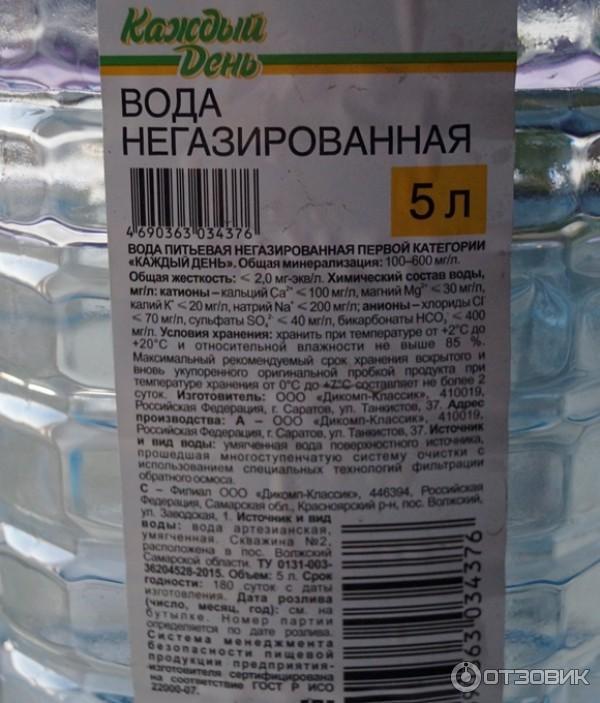 Каждый
День
ВОДА
НЕГАЗИРОВАННАЯ
4 690363 034376
5 л
ВОДА ПИТЬЕВАЯ НЕГАЗИРОВАННАЯ ПЕРВОЙ КАТЕГОРИИ
«КАЖДЫЙ ДЕНЬ». Общая минерализация: 100–600 мг/л.
Общая жесткость: ≤ 2,0 мг-экв/л. Химический состав воды,
мг/л: катионы – кальций Ca²⁺ ≤ 100 мг/л, магний Mg²⁺ ≤ 30 мг/л,
калий K⁺ ≤ 20 мг/л, натрий Na⁺ ≤ 200 мг/л; анионы – хлориды Cl⁻
≤ 70 мг/л, сульфаты SO₄²⁻ ≤ 40 мг/л, бикарбонаты HCO₃⁻ ≤ 400
мг/л. Условия хранения: хранить при температуре от +2°C до
+20°C и относительной влажности не выше 85 %.
Максимальный рекомендуемый срок хранения вскрытого и
вновь укупоренного оригинальной пробкой продукта при
температуре хранения от 0°C до +7°C составляет не более 2
суток. Изготовитель: ООО «Дикомп-Классик», 410019,
Российская Федерация, г. Саратов, ул. Танкистов, 37. Адрес
производства: А – ООО «Дикомп-Классик», 410019,
Российская Федерация, г. Саратов, ул. Танкистов, 37. Источник
и вид воды: умягченная вода поверхностного источника,
прошедшая многоступенчатую систему очистки с
использованием специальных технологий фильтрации
обратного осмоса.
С – Филиал ООО «Дикомп-Классик», 446394, Российская
Федерация, Самарская обл., Красноярский р-н, пос. Волжский,
ул. Заводская, 1. Источник и вид
воды: вода артезианская,
умягченная. Скважина №2,
расположена в пос. Волжский
Самарской области. ТУ 0131-003-
36204528-2015. Объем: 5 л. Срок
годности: 180 суток с даты
изготовления. Дата розлива
(число, месяц, год): см. на
бутылке. Номер партии
определяется по дате розлива.
Система менеджмента
безопасности пищевой
продукции предприятия-
изготовителя сертифицирована
на соответствие ГОСТ Р ИСО
22000-07.
363 034376
ОТЗОВИК